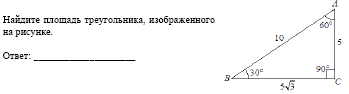 Найдите площадь треугольника, изображенного
на рисунке.
Ответ: ____________________
A
60°
10
5
30°
90°
B
5√3
C